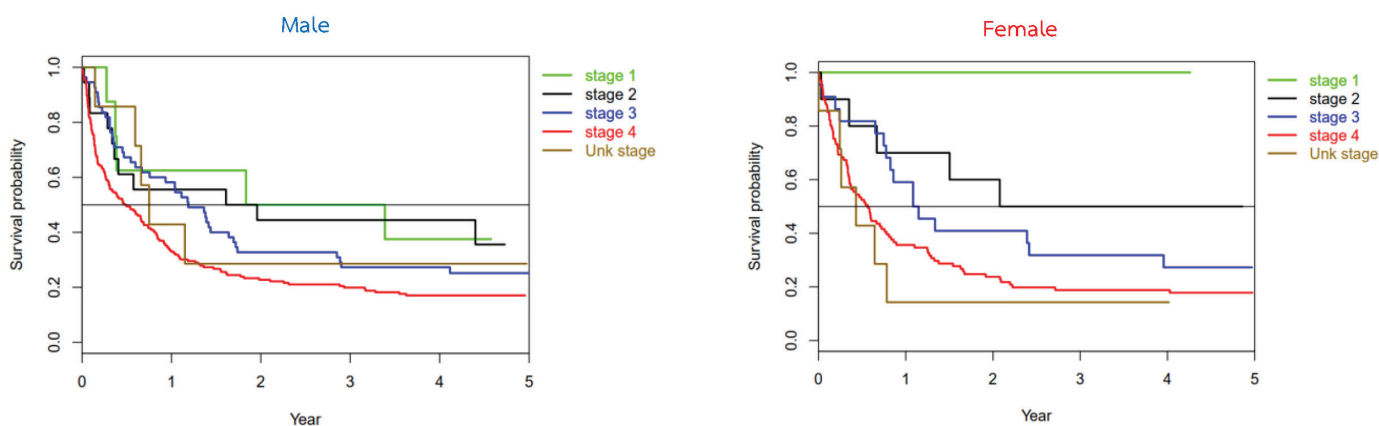 Male
Survival probability
1.0
0.8
0.6
0.4
0.2
0.0
0 1 2 3 4 5
Year
stage 1
stage 2
stage 3
stage 4
Unk stage
Female
Survival probability
1.0
0.8
0.6
0.4
0.2
0.0
0 1 2 3 4 5
Year
stage 1
stage 2
stage 3
stage 4
Unk stage